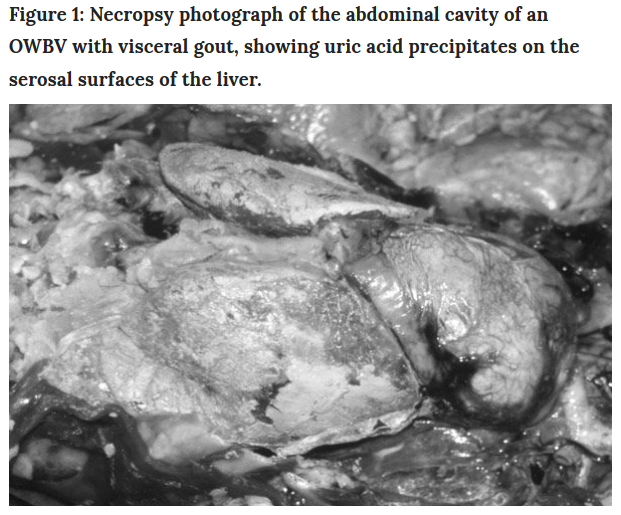 Figure 1: Necropsy photograph of the abdominal cavity of an
OWBV with visceral gout, showing uric acid precipitates on the
serosal surfaces of the liver.